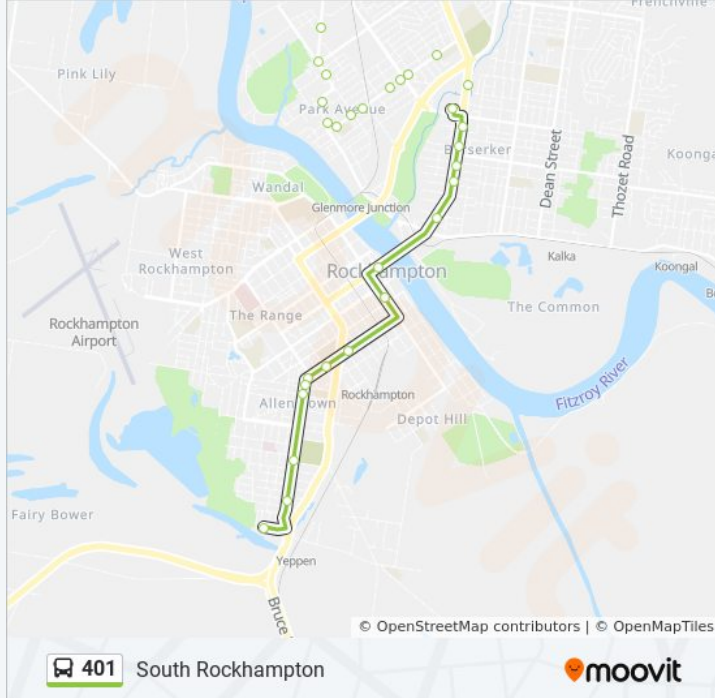 Frenchville
Pink Lily
Park Avenue
Berserker
Dean Street
Thozet Road
Wandal
Glenmore Junction
West
Rockhampton
Rockhampton
Kalka
Koongal
The Common
The Range
Rockhampton
Airport
Fitzroy River
Rockhampton
Allenstown
Depot Hill
Fairy Bower
Yeppen
Bruce
© OpenStreetMap contributors | © OpenMapTiles
401 South Rockhampton
moovit